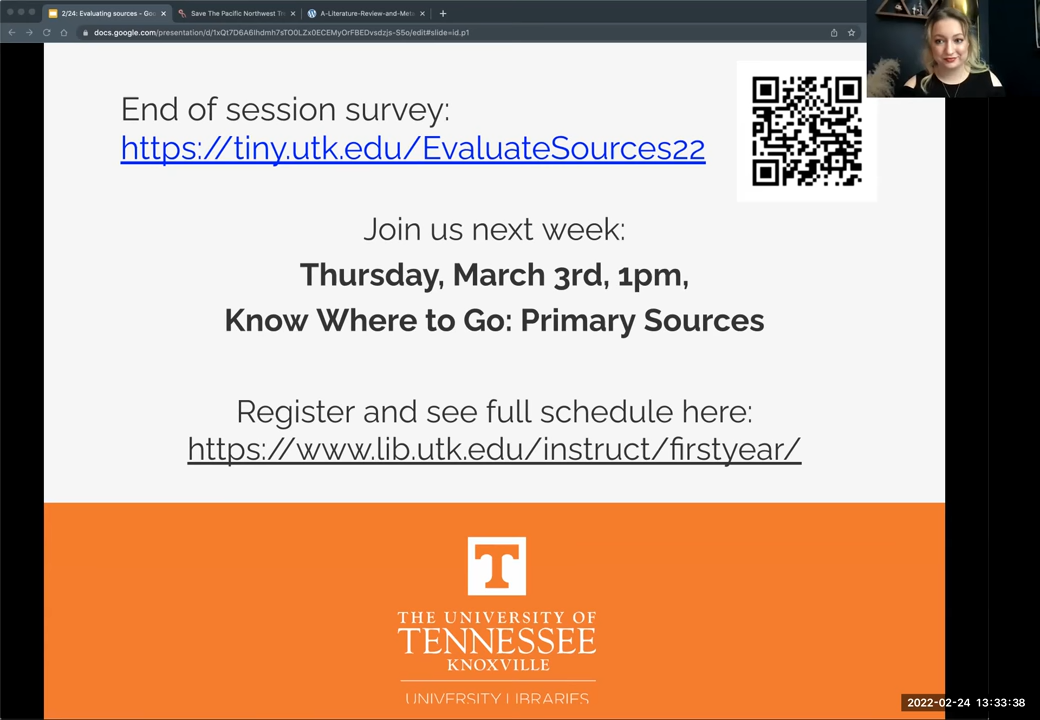 2/24: Evaluating sources - Goo
Save The Pacific Northwest Tr
A-Literature-Review-and-Meta
docs.google.com/presentation/d/1xQt7D6A6Ihdmh7sTO0LZx0ECEMyOrFBEDvsdzjs-S5o/edit#slide=id.p1
End of session survey:
https://tiny.utk.edu/EvaluateSources22
Join us next week:
Thursday, March 3rd, 1pm,
Know Where to Go: Primary Sources
Register and see full schedule here:
https://www.lib.utk.edu/instruct/firstyear/
T
THE UNIVERSITY OF
TENNESSEE
KNOXVILLE
UNIVERSITY LIBRARIES
2022-02-24 13:33:38